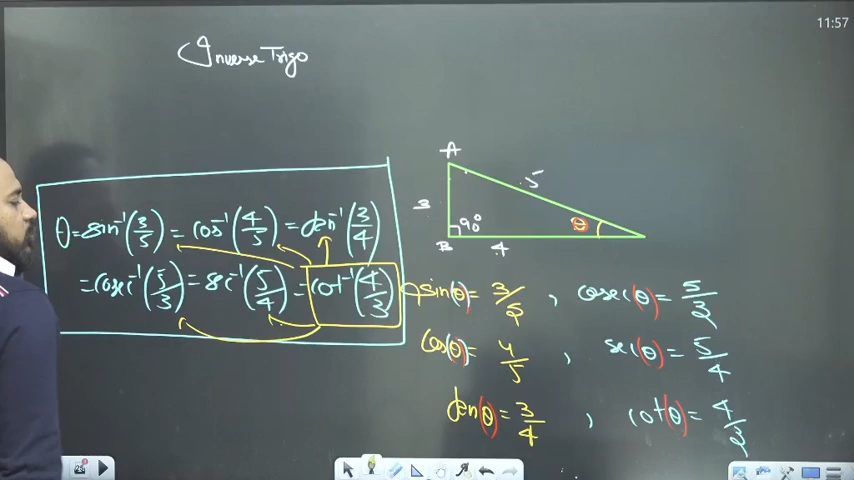 11:57
Inverse Trigo
A
5
3
90°
θ
B
4
θ = sin⁻¹(3/5) = cos⁻¹(4/5) = tan⁻¹(3/4)
= cosec⁻¹(5/3) = sec⁻¹(5/4) = cot⁻¹(4/3)
sin(θ) = 3/5 , cosec(θ) = 5/3
cos(θ) = 4/5 , sec(θ) = 5/4
tan(θ) = 3/4 , cot(θ) = 4/3